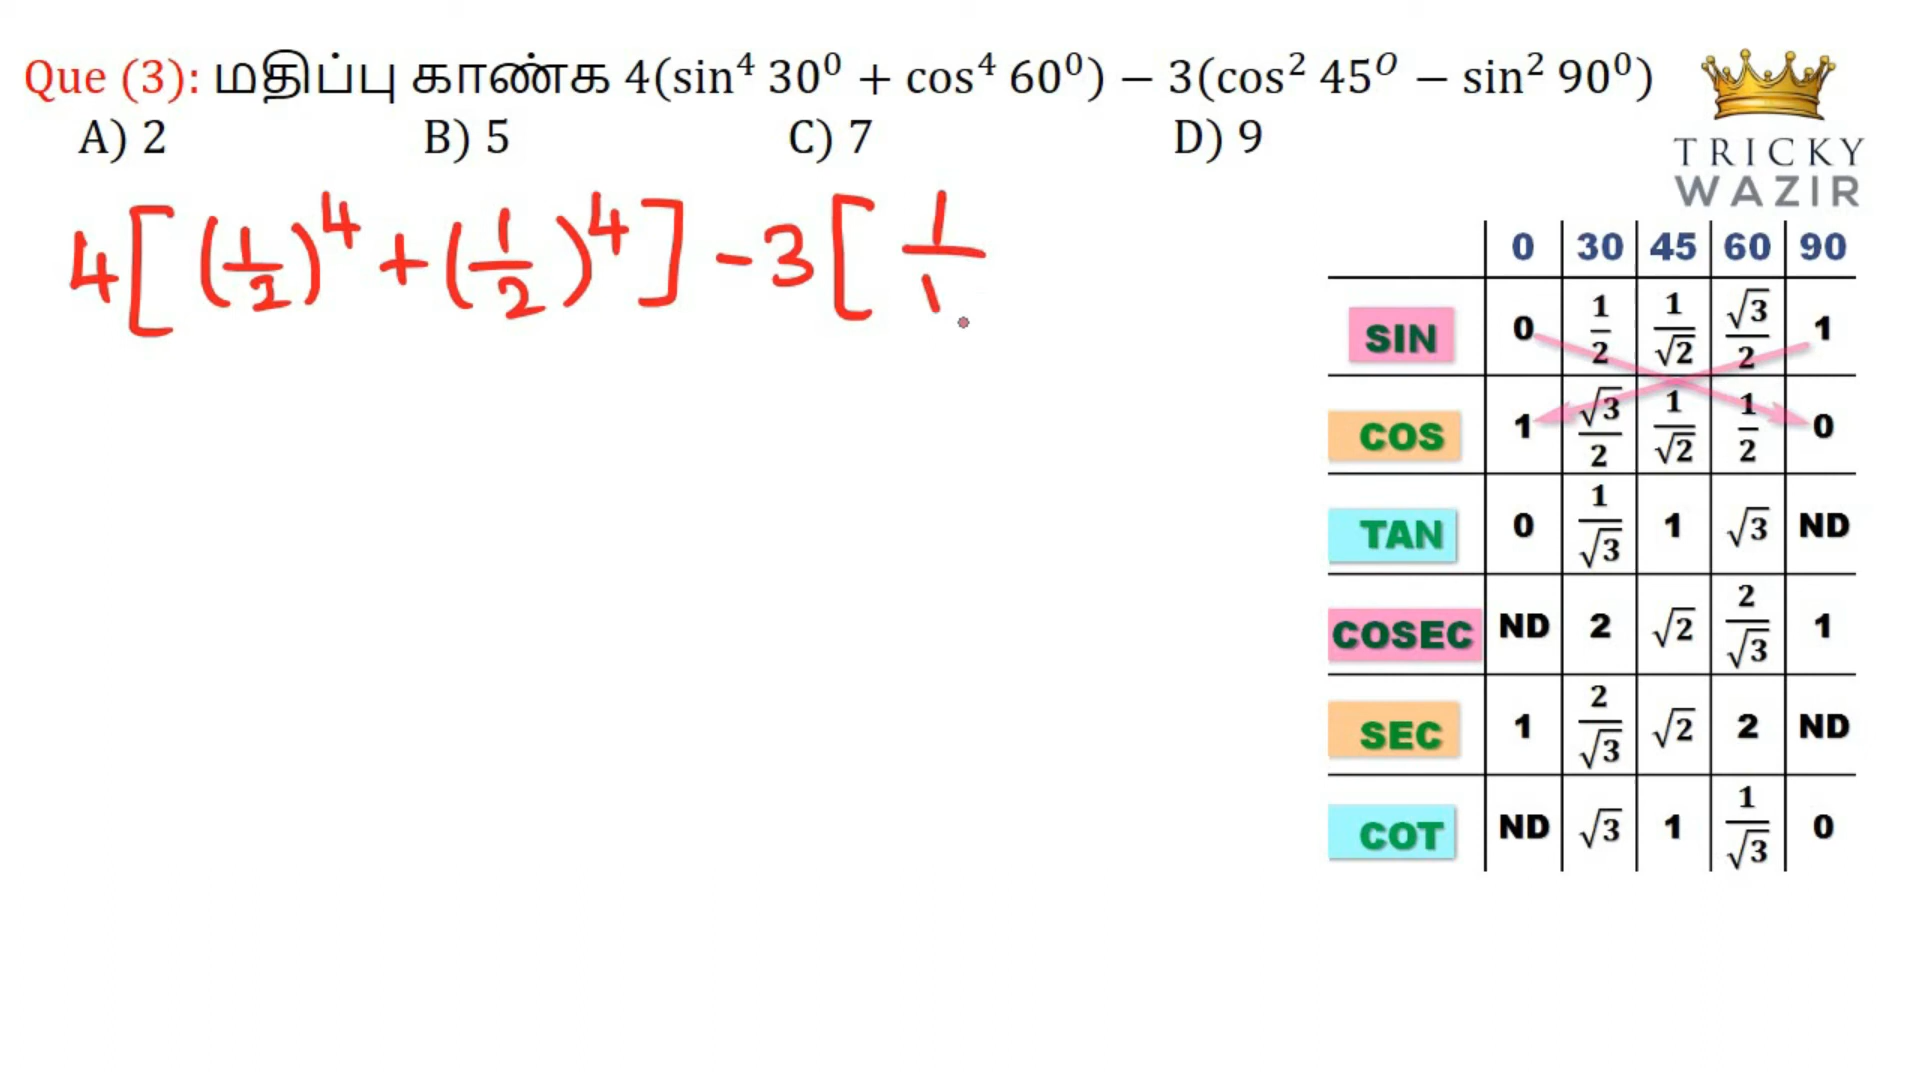 Que (3): மதிப்பு காண்க 4(sin⁴ 30⁰ + cos⁴ 60⁰) − 3(cos² 45ᴼ − sin² 90⁰)
A) 2 B) 5 C) 7 D) 9
TRICKY
WAZIR
4[(1/2)⁴ + (1/2)⁴] - 3[1/1
0 30 45 60 90
SIN 0 1/2 1/√2 √3/2 1
COS 1 √3/2 1/√2 1/2 0
TAN 0 1/√3 1 √3 ND
COSEC ND 2 √2 2/√3 1
SEC 1 2/√3 √2 2 ND
COT ND √3 1 1/√3 0